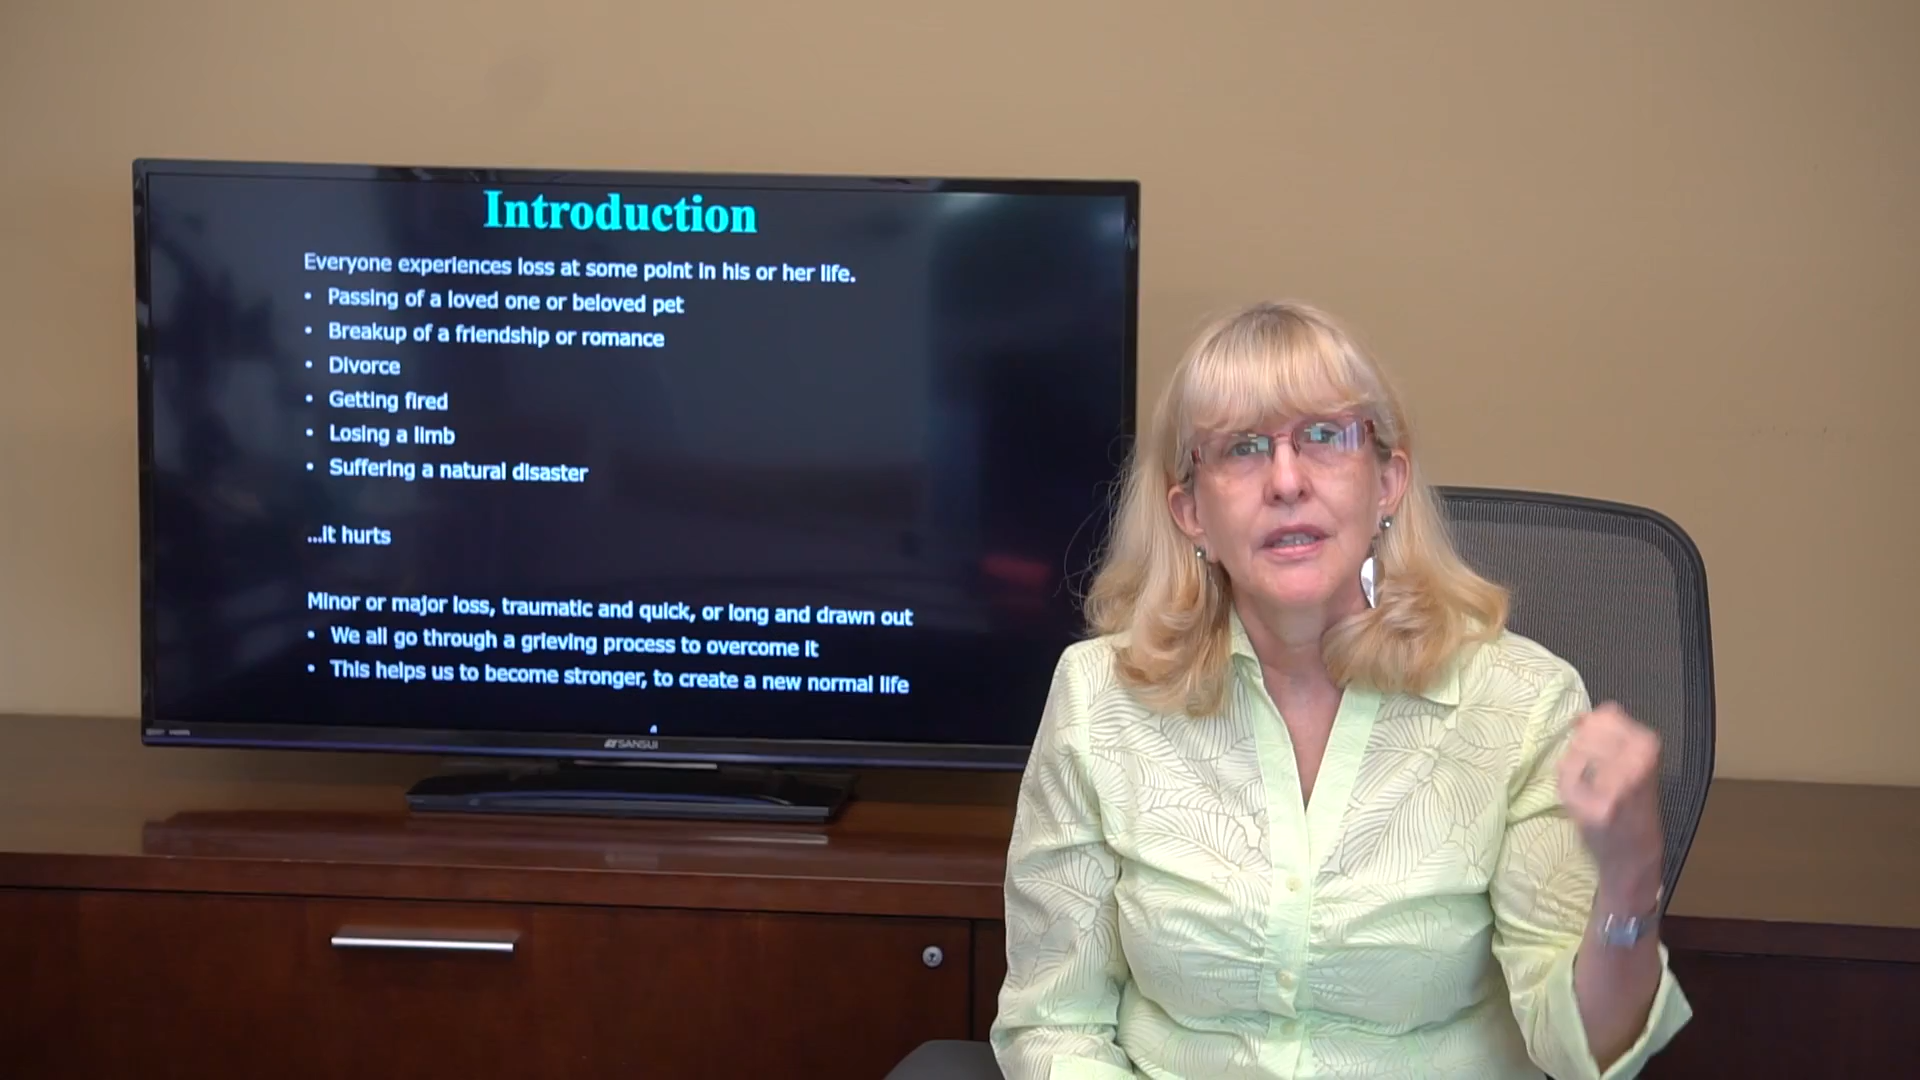 Introduction
Everyone experiences loss at some point in his or her life.
• Passing of a loved one or beloved pet
• Breakup of a friendship or romance
• Divorce
• Getting fired
• Losing a limb
• Suffering a natural disaster
...it hurts
Minor or major loss, traumatic and quick, or long and drawn out
• We all go through a grieving process to overcome it
• This helps us to become stronger, to create a new normal life
4
SANSUI